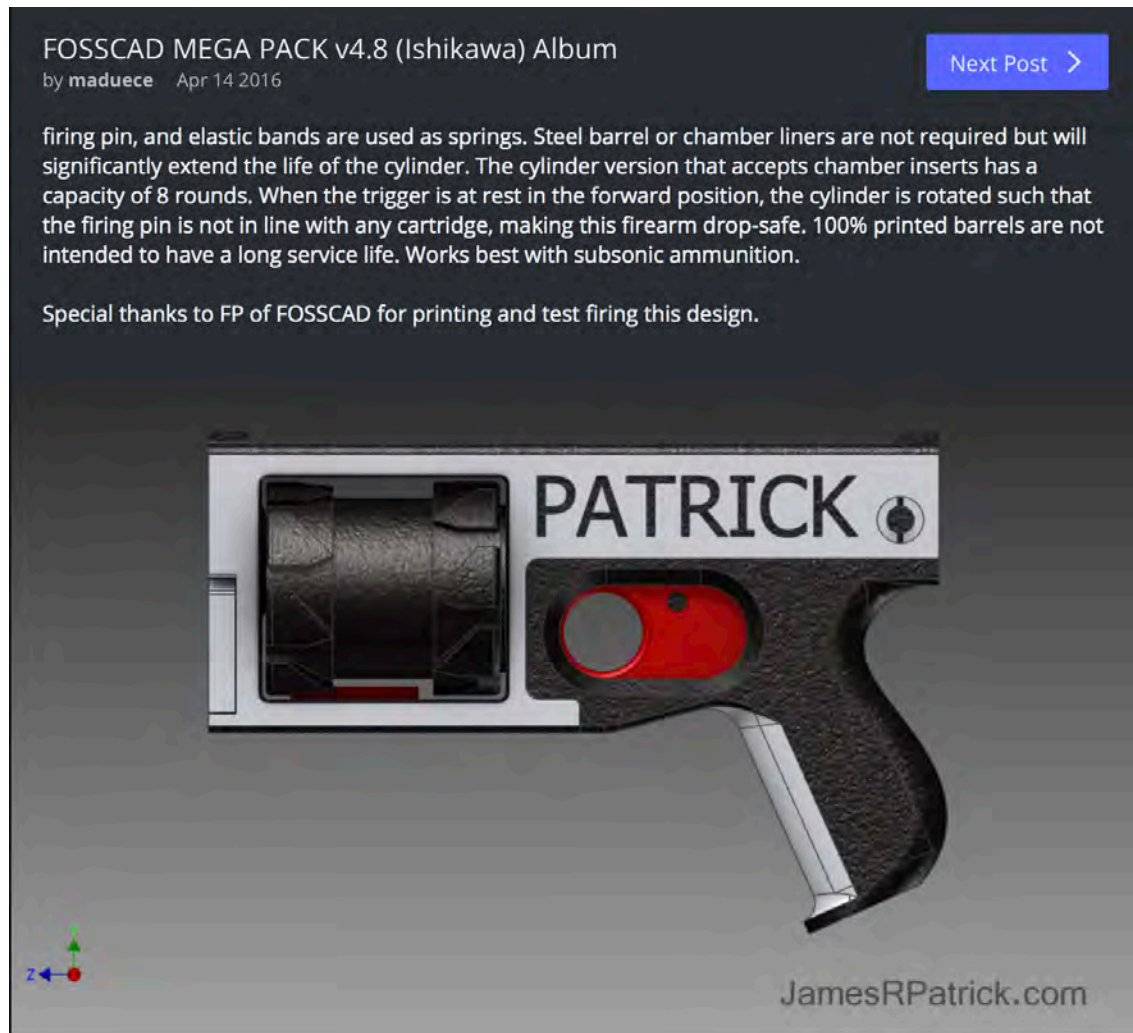 FOSSCAD MEGA PACK v4.8 (Ishikawa) Album
by maduece Apr 14 2016
Next Post
firing pin, and elastic bands are used as springs. Steel barrel or chamber liners are not required but will
significantly extend the life of the cylinder. The cylinder version that accepts chamber inserts has a
capacity of 8 rounds. When the trigger is at rest in the forward position, the cylinder is rotated such that
the firing pin is not in line with any cartridge, making this firearm drop-safe. 100% printed barrels are not
intended to have a long service life. Works best with subsonic ammunition.
Special thanks to FP of FOSSCAD for printing and test firing this design.
PATRICK
Y
Z
JamesRPatrick.com